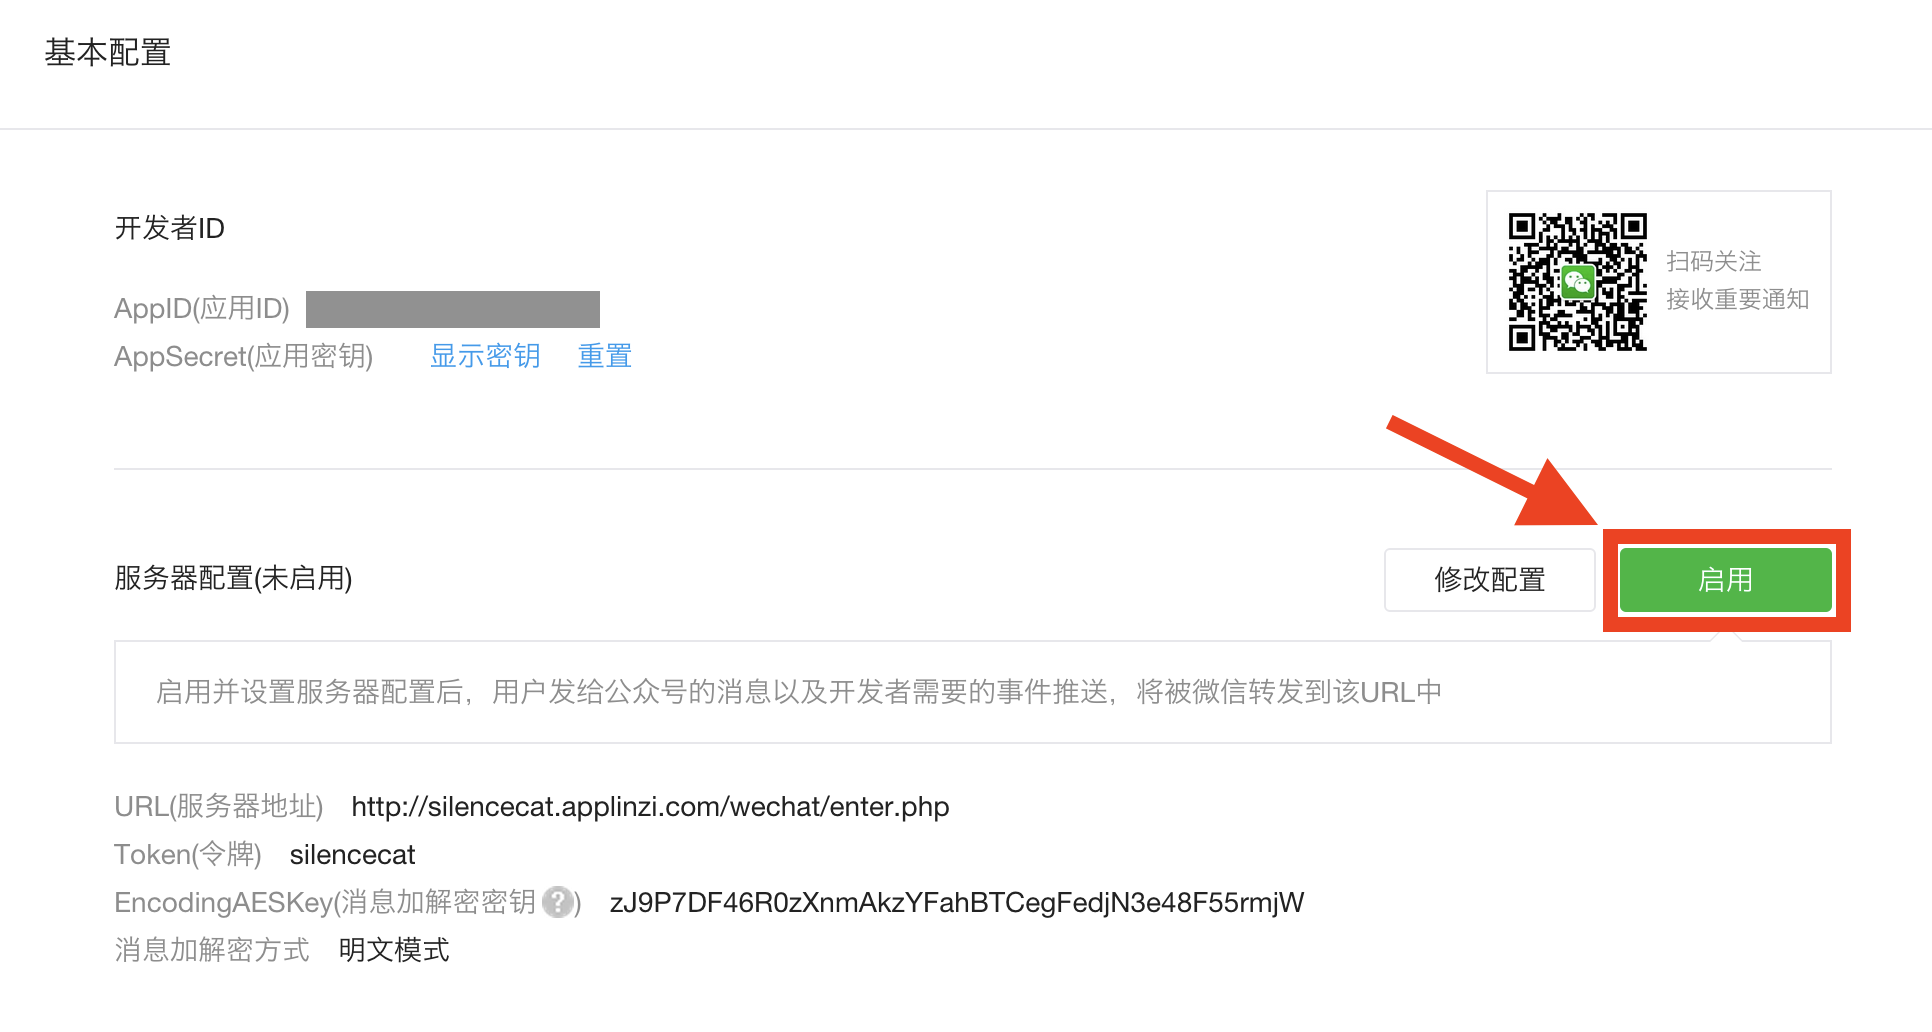 基本配置
开发者ID
AppID(应用ID)
AppSecret(应用密钥) 显示密钥 重置
扫码关注
接收重要通知
服务器配置(未启用) 修改配置 启用
启用并设置服务器配置后，用户发给公众号的消息以及开发者需要的事件推送，将被微信转发到该URL中
URL(服务器地址) http://silencecat.applinzi.com/wechat/enter.php
Token(令牌) silencecat
EncodingAESKey(消息加解密密钥?) zJ9P7DF46R0zXnmAkzYFahBTCegFedjN3e48F55rmjW
消息加解密方式 明文模式